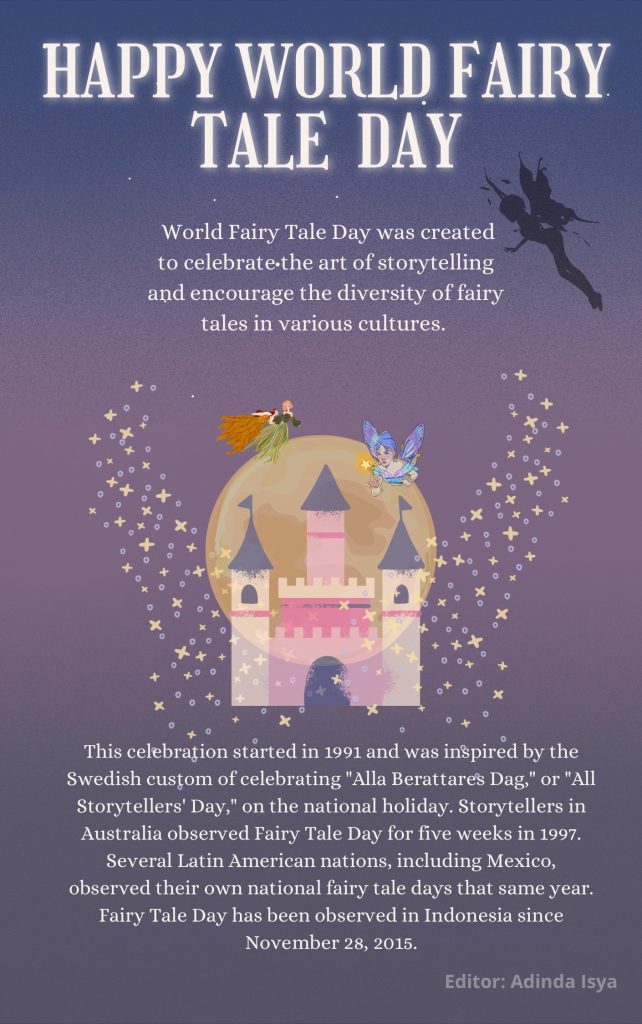 HAPPY WORLD FAIRY
TALE DAY
World Fairy Tale Day was created
to celebrate the art of storytelling
and encourage the diversity of fairy
tales in various cultures.
This celebration started in 1991 and was inspired by the
Swedish custom of celebrating "Alla Berattares Dag," or "All
Storytellers' Day," on the national holiday. Storytellers in
Australia observed Fairy Tale Day for five weeks in 1997.
Several Latin American nations, including Mexico,
observed their own national fairy tale days that same year.
Fairy Tale Day has been observed in Indonesia since
November 28, 2015.
Editor: Adinda Isya